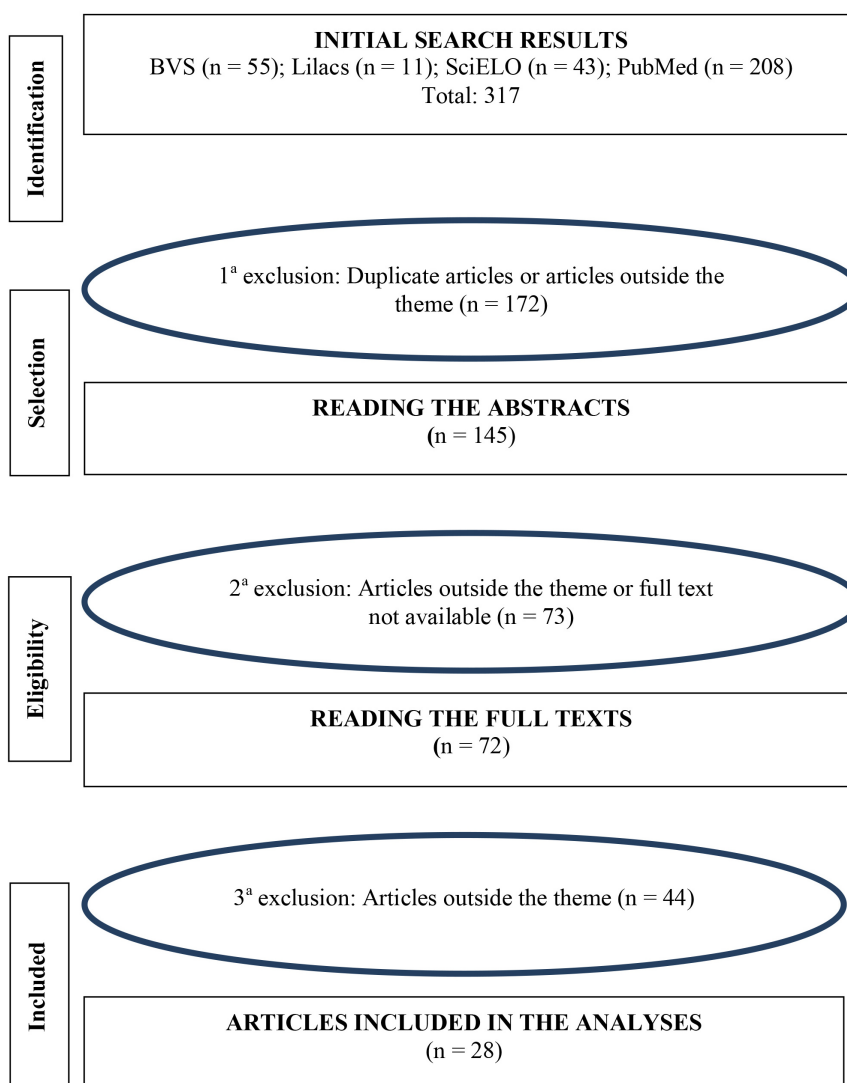 Identification
INITIAL SEARCH RESULTS
BVS (n = 55); Lilacs (n = 11); SciELO (n = 43); PubMed (n = 208)
Total: 317
Selection
1ª exclusion: Duplicate articles or articles outside the
theme (n = 172)
READING THE ABSTRACTS
(n = 145)
Eligibility
2ª exclusion: Articles outside the theme or full text
not available (n = 73)
READING THE FULL TEXTS
(n = 72)
Included
3ª exclusion: Articles outside the theme (n = 44)
ARTICLES INCLUDED IN THE ANALYSES
(n = 28)